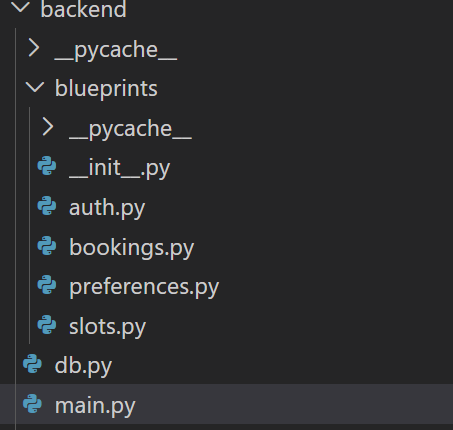 backend
__pycache__
blueprints
__pycache__
__init__.py
auth.py
bookings.py
preferences.py
slots.py
db.py
main.py